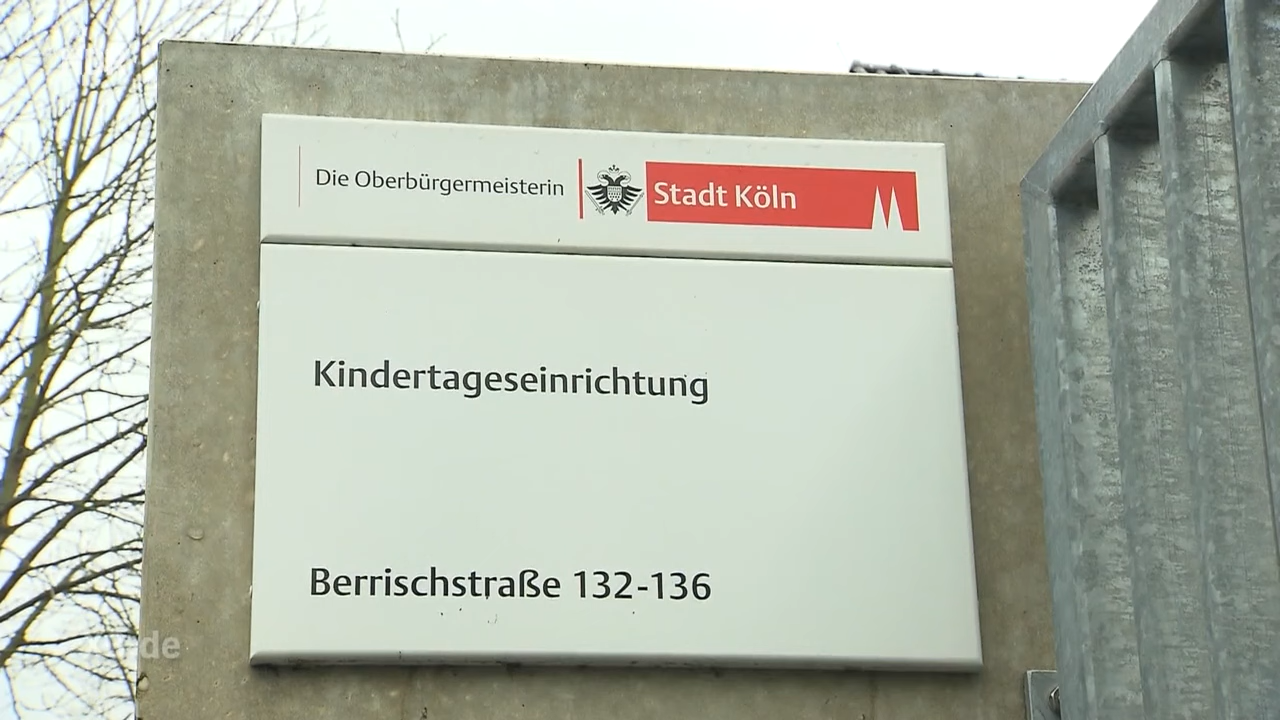 Die Oberbürgermeisterin
Stadt Köln
Kindertageseinrichtung
Berrischstraße 132-136